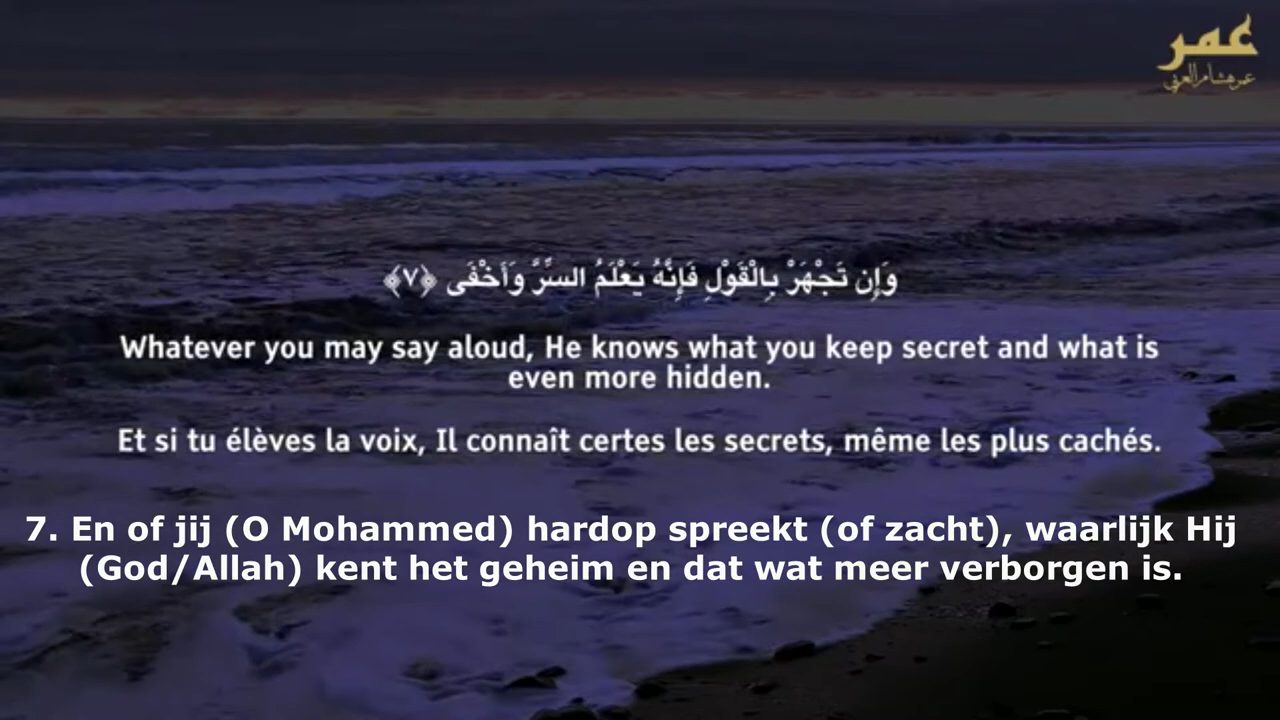 عمر
عمر هشام العربي
وَإِن تَجْهَرْ بِالْقَوْلِ فَإِنَّهُ يَعْلَمُ السِّرَّ وَأَخْفَى ﴿٧﴾
Whatever you may say aloud, He knows what you keep secret and what is
even more hidden.
Et si tu élèves la voix, Il connaît certes les secrets, même les plus cachés.
7. En of jij (O Mohammed) hardop spreekt (of zacht), waarlijk Hij
(God/Allah) kent het geheim en dat wat meer verborgen is.